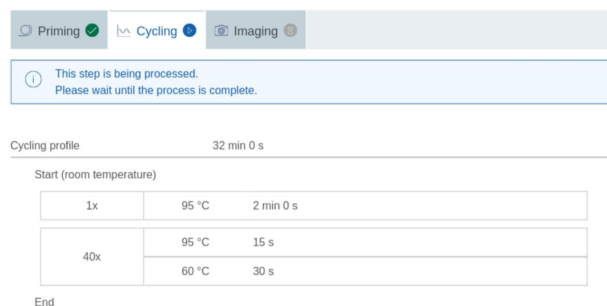 Priming Cycling Imaging
This step is being processed.
Please wait until the process is complete.
Cycling profile 32 min 0 s
Start (room temperature)
1x 95 °C 2 min 0 s
95 °C 15 s
40x
60 °C 30 s
End